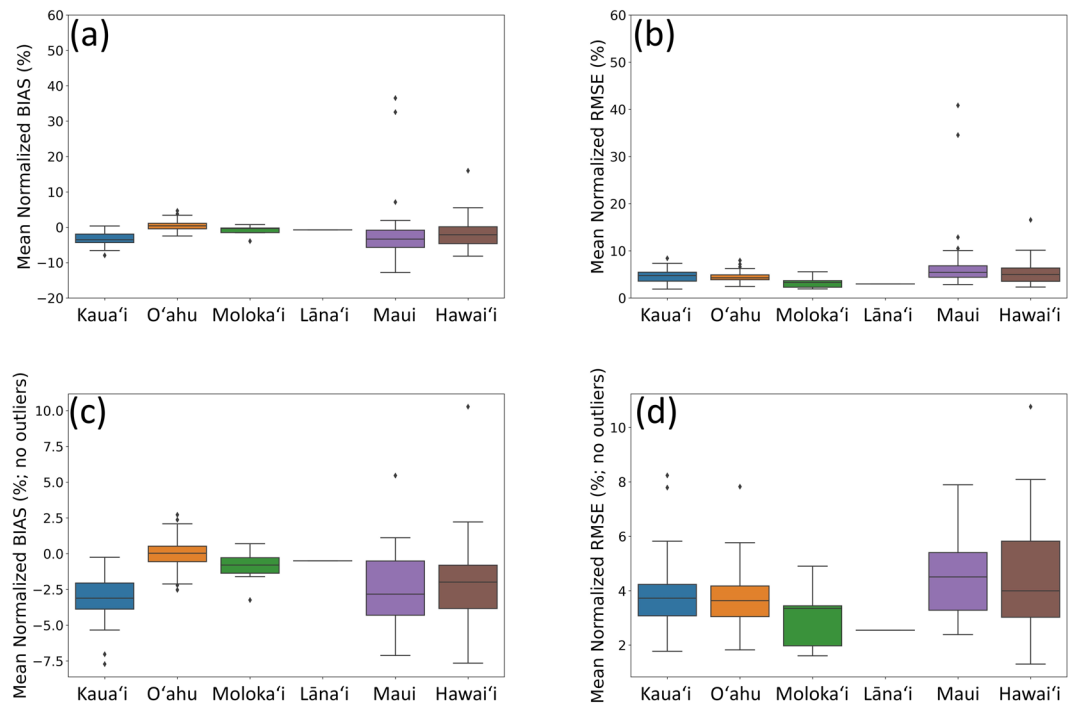 (a)
Mean Normalized BIAS (%)
60
50
40
30
20
10
0
−10
−20
Kauaʻi Oʻahu Molokaʻi Lānaʻi Maui Hawaiʻi
(b)
Mean Normalized RMSE (%)
60
50
40
30
20
10
0
Kauaʻi Oʻahu Molokaʻi Lānaʻi Maui Hawaiʻi
(c)
Mean Normalized BIAS (%; no outliers)
10.0
7.5
5.0
2.5
0.0
−2.5
−5.0
−7.5
Kauaʻi Oʻahu Molokaʻi Lānaʻi Maui Hawaiʻi
(d)
Mean Normalized RMSE (%; no outliers)
10
8
6
4
2
Kauaʻi Oʻahu Molokaʻi Lānaʻi Maui Hawaiʻi